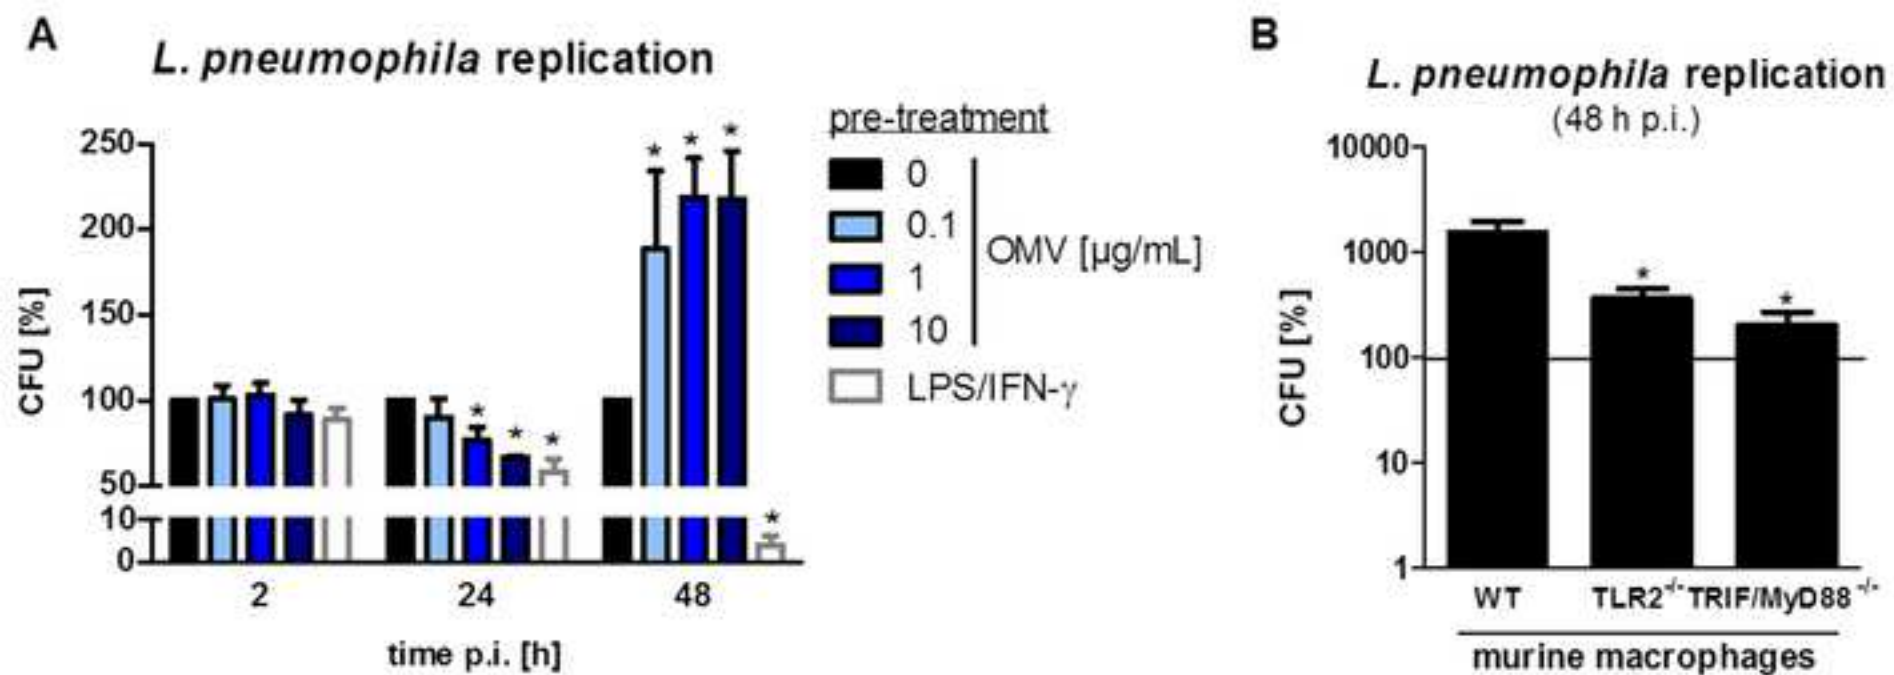 A
L. pneumophila replication
CFU [%]
250
200
150
100
50
10
0
* * *
* * *
*
2 24 48
time p.i. [h]
pre-treatment
0
0.1
1
10
OMV [µg/mL]
LPS/IFN-γ
B
L. pneumophila replication
(48 h p.i.)
CFU [%]
10000
1000
100
10
1
*
*
WT TLR2-/- TRIF/MyD88-/-
murine macrophages